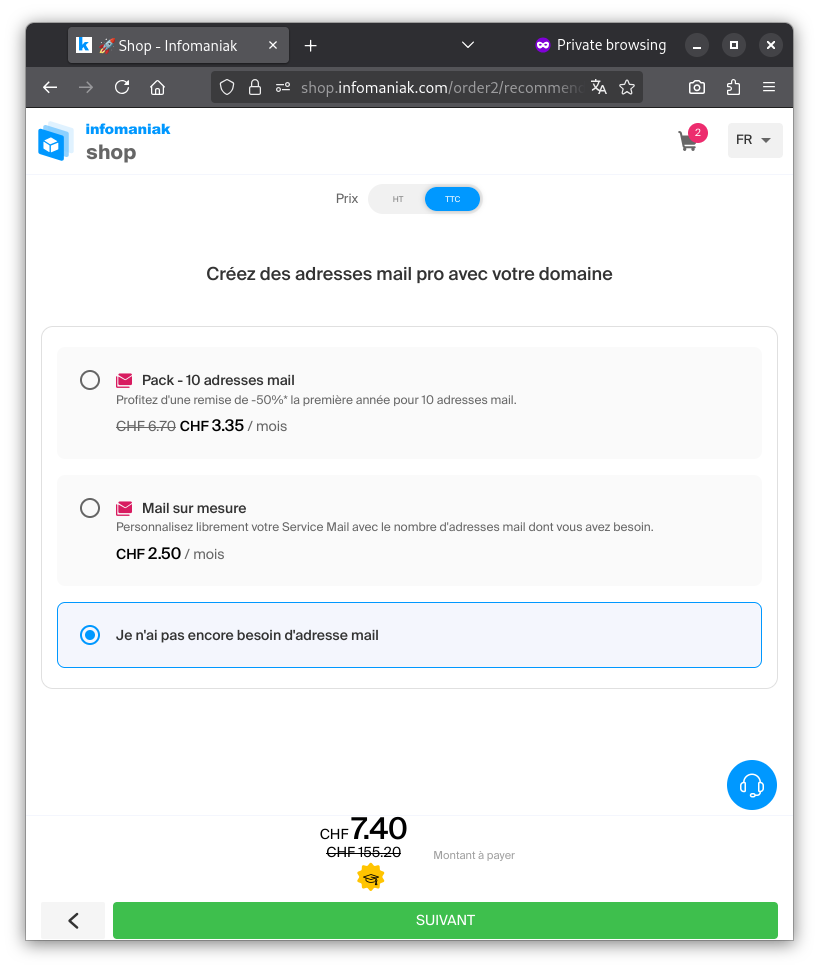 🚀 Shop - Infomaniak
Private browsing
shop.infomaniak.com/order2/recommen
infomaniak
shop
2
FR
Prix
HT
TTC
Créez des adresses mail pro avec votre domaine
Pack - 10 adresses mail
Profitez d'une remise de -50%* la première année pour 10 adresses mail.
CHF 6.70 CHF 3.35 / mois
Mail sur mesure
Personnalisez librement votre Service Mail avec le nombre d'adresses mail dont vous avez besoin.
CHF 2.50 / mois
Je n'ai pas encore besoin d'adresse mail
CHF 7.40
CHF 155.20
Montant à payer
SUIVANT